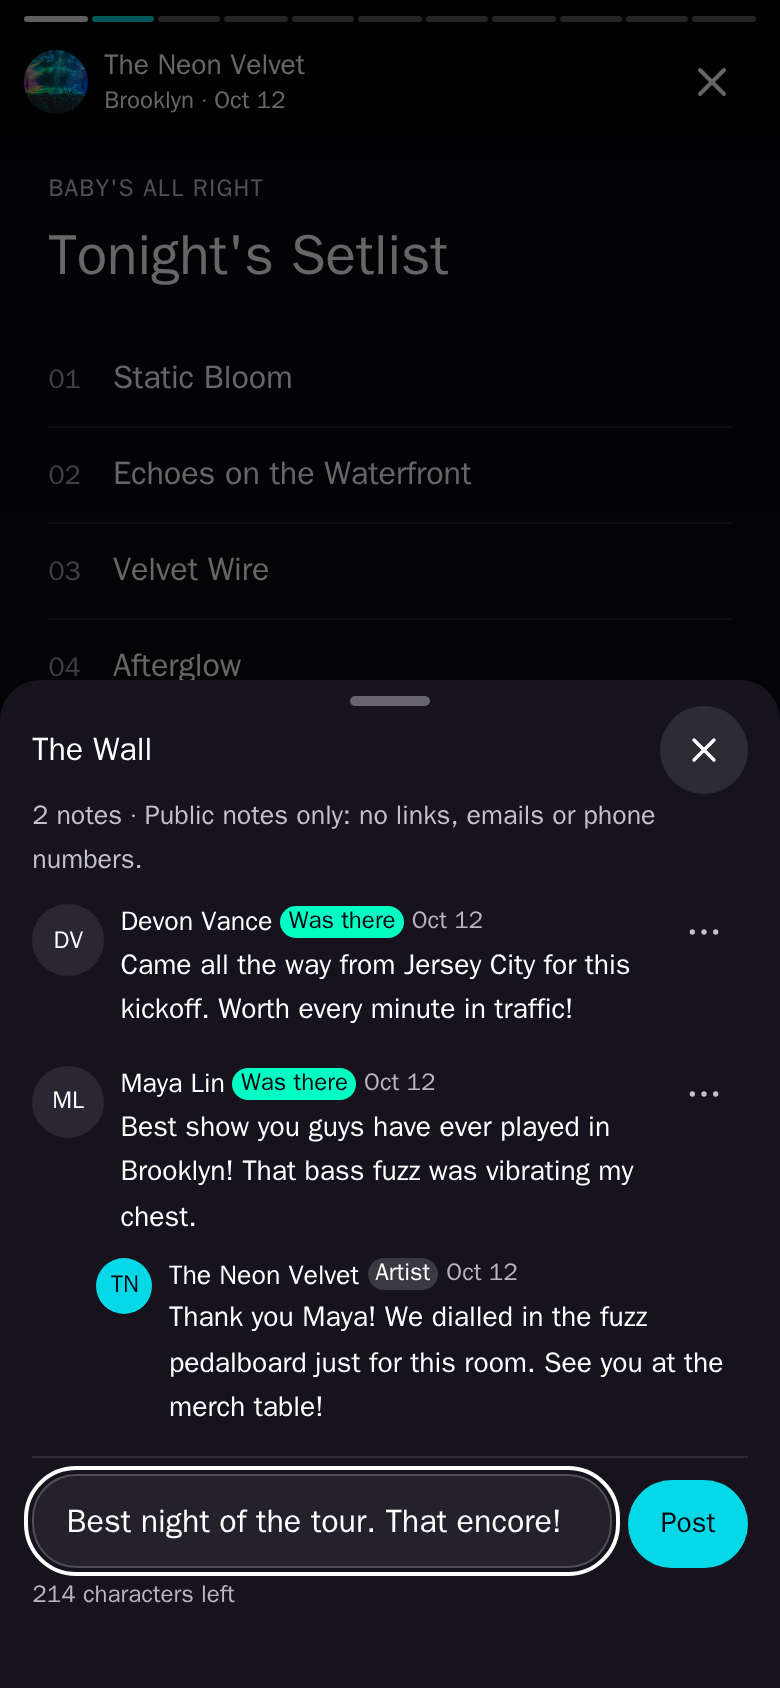 The Neon Velvet
Brooklyn · Oct 12
BABY'S ALL RIGHT
Tonight's Setlist
01 Static Bloom
02 Echoes on the Waterfront
03 Velvet Wire
04 Afterglow
The Wall
2 notes · Public notes only: no links, emails or phone
numbers.
DV
Devon Vance Was there Oct 12
Came all the way from Jersey City for this
kickoff. Worth every minute in traffic!
ML
Maya Lin Was there Oct 12
Best show you guys have ever played in
Brooklyn! That bass fuzz was vibrating my
chest.
TN
The Neon Velvet Artist Oct 12
Thank you Maya! We dialled in the fuzz
pedalboard just for this room. See you at the
merch table!
Best night of the tour. That encore!
Post
214 characters left